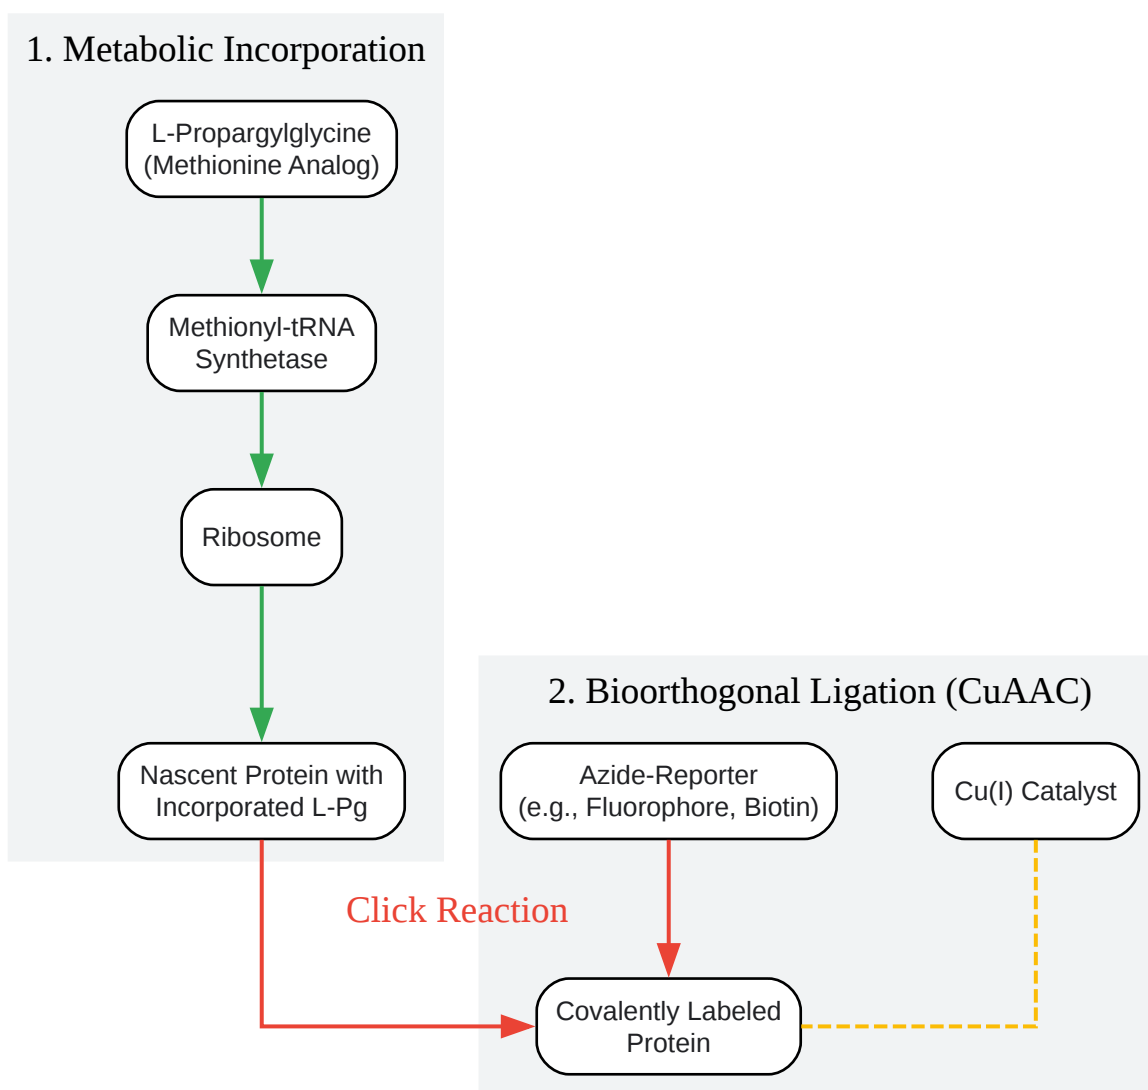 1. Metabolic Incorporation
L-Propargylglycine
(Methionine Analog)
Methionyl-tRNA
Synthetase
Ribosome
Nascent Protein with
Incorporated L-Pg
2. Bioorthogonal Ligation (CuAAC)
Azide-Reporter
(e.g., Fluorophore, Biotin)
Cu(I) Catalyst
Click Reaction
Covalently Labeled
Protein